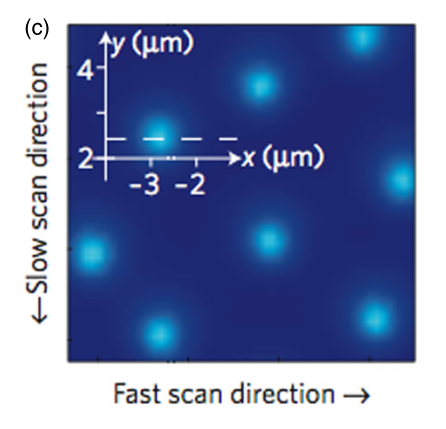 (c)
y (μm)
4
2
x (μm)
−3 −2
←Slow scan direction
Fast scan direction →